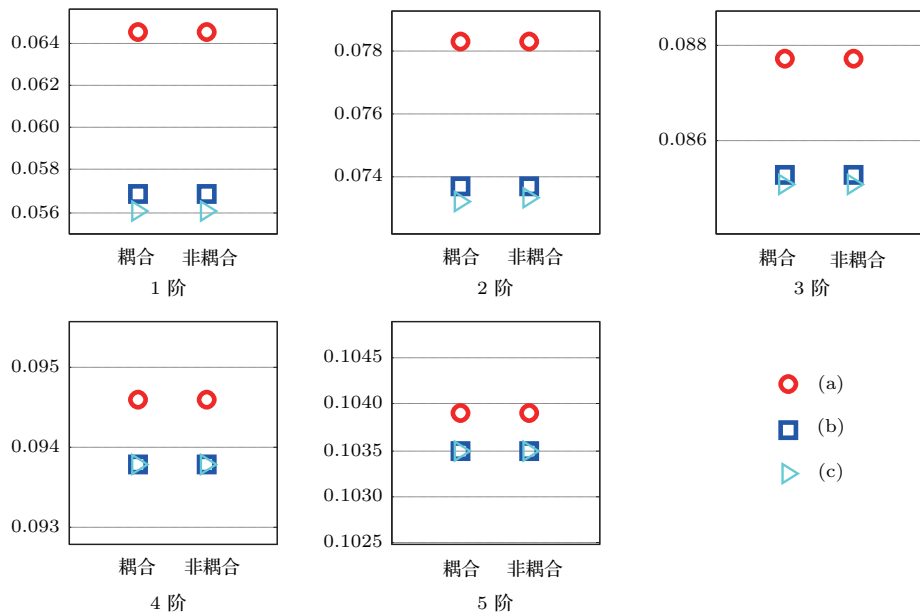 0.064
0.062
0.060
0.058
0.056
耦合 非耦合
1 阶
0.078
0.076
0.074
耦合 非耦合
2 阶
0.088
0.086
耦合 非耦合
3 阶
0.095
0.094
0.093
耦合 非耦合
4 阶
0.1045
0.1040
0.1035
0.1030
0.1025
耦合 非耦合
5 阶
(a)
(b)
(c)